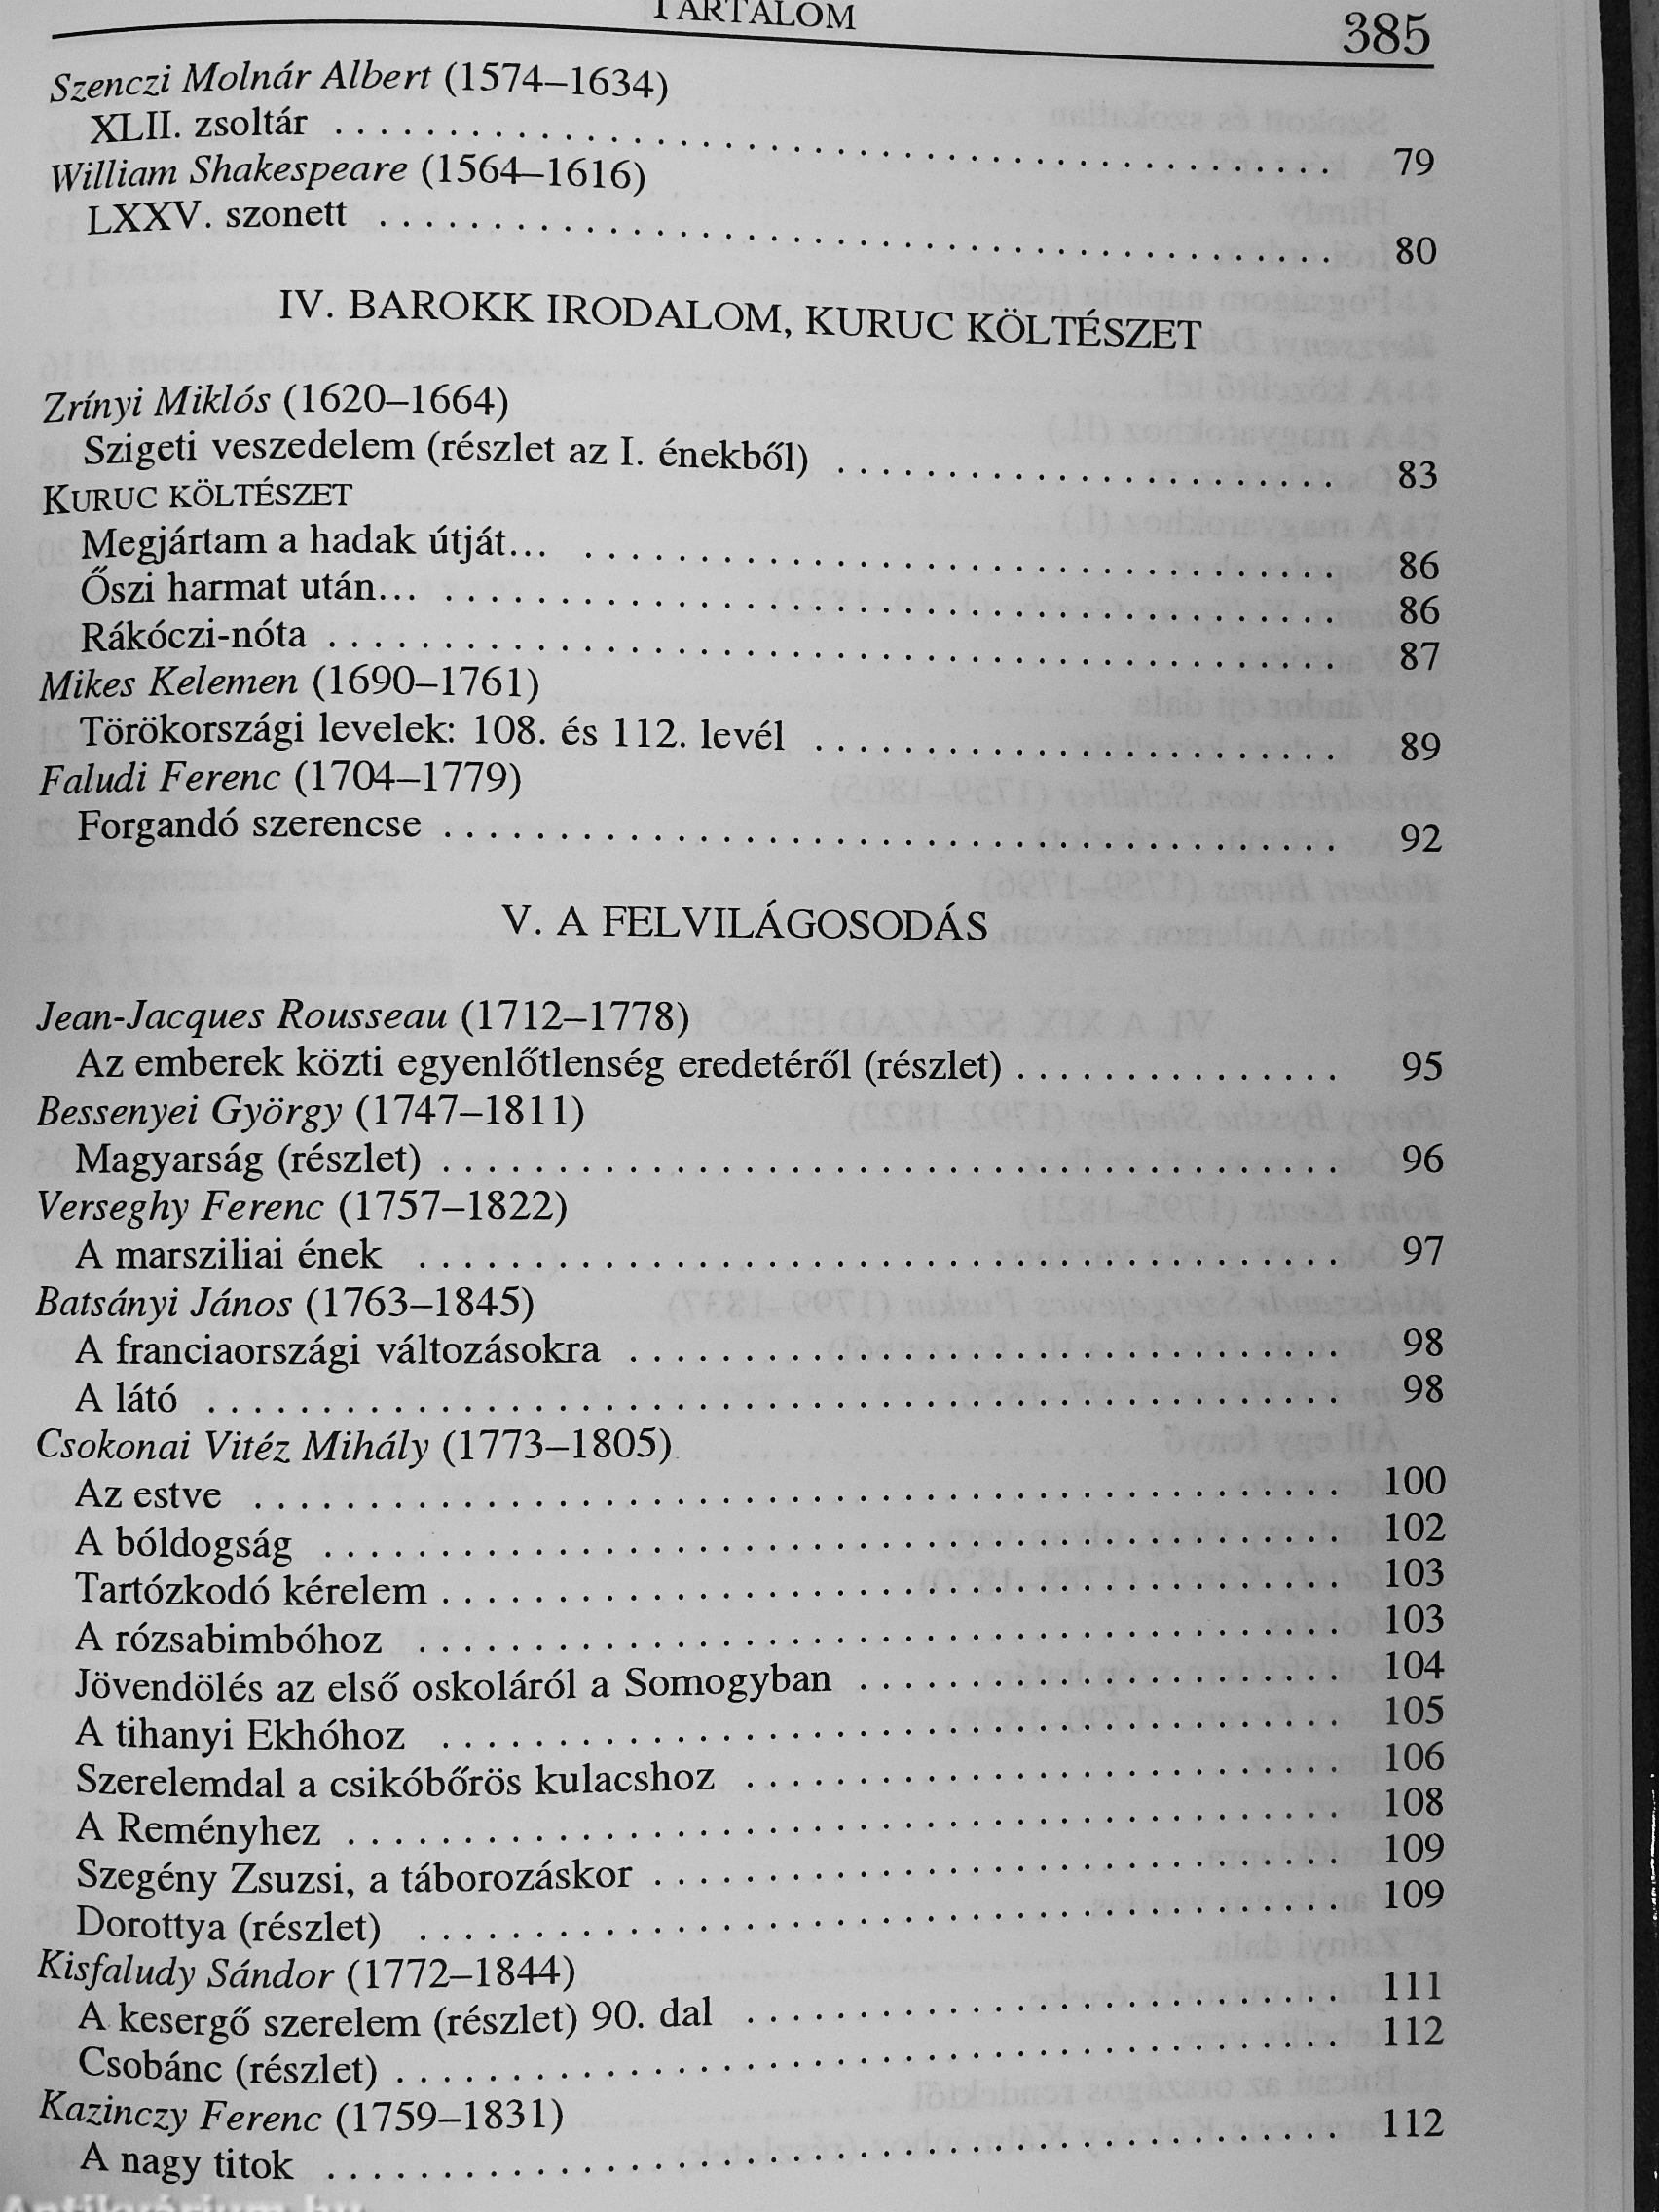 TARTALOM 385
Szenczi Molnár Albert (1574–1634)
XLII. zsoltár . . . . . . . . . . . . . . . . . . . . 79
William Shakespeare (1564–1616)
LXXV. szonett . . . . . . . . . . . . . . . . . . . . 80
IV. BAROKK IRODALOM, KURUC KÖLTÉSZET
Zrínyi Miklós (1620–1664)
Szigeti veszedelem (részlet az I. énekből) . . . . . . . . . . 83
KURUC KÖLTÉSZET
Megjártam a hadak útját... . . . . . . . . . . . . . . . 86
Őszi harmat után... . . . . . . . . . . . . . . . . . . 86
Rákóczi-nóta . . . . . . . . . . . . . . . . . . . . 87
Mikes Kelemen (1690–1761)
Törökországi levelek: 108. és 112. levél . . . . . . . . . . 89
Faludi Ferenc (1704–1779)
Forgandó szerencse . . . . . . . . . . . . . . . . . . 92
V. A FELVILÁGOSODÁS
Jean-Jacques Rousseau (1712–1778)
Az emberek közti egyenlőtlenség eredetéről (részlet) . . . . . . . 95
Bessenyei György (1747–1811)
Magyarság (részlet) . . . . . . . . . . . . . . . . . . 96
Verseghy Ferenc (1757–1822)
A marsziliai ének . . . . . . . . . . . . . . . . . . 97
Batsányi János (1763–1845)
A franciaországi változásokra . . . . . . . . . . . . . . 98
A látó . . . . . . . . . . . . . . . . . . . . . . 98
Csokonai Vitéz Mihály (1773–1805)
Az estve . . . . . . . . . . . . . . . . . . . . . 100
A bóldogság . . . . . . . . . . . . . . . . . . . . 102
Tartózkodó kérelem . . . . . . . . . . . . . . . . . . 103
A rózsabimbóhoz . . . . . . . . . . . . . . . . . . 103
Jövendölés az első oskoláról a Somogyban . . . . . . . . . . 104
A tihanyi Ekhóhoz . . . . . . . . . . . . . . . . . . 105
Szerelemdal a csikóbőrös kulacshoz . . . . . . . . . . . . 106
A Reményhez . . . . . . . . . . . . . . . . . . . . 108
Szegény Zsuzsi, a táborozáskor . . . . . . . . . . . . . . 109
Dorottya (részlet) . . . . . . . . . . . . . . . . . . 109
Kisfaludy Sándor (1772–1844)
A kesergő szerelem (részlet) 90. dal . . . . . . . . . . . . 111
Csobánc (részlet) . . . . . . . . . . . . . . . . . . 112
Kazinczy Ferenc (1759–1831)
A nagy titok . . . . . . . . . . . . . . . . . . . . 112
Antikvárium.hu